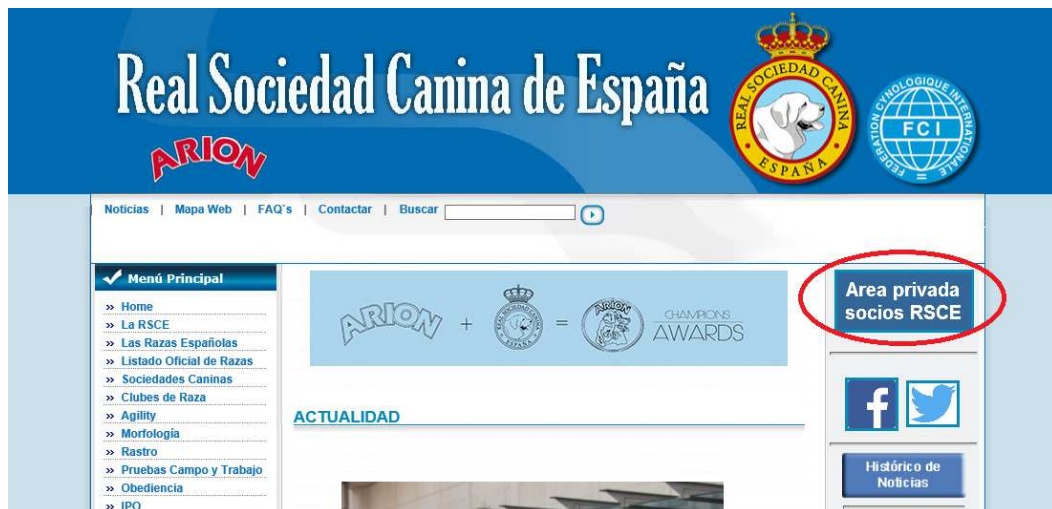 Real Sociedad Canina de España
ARION
REAL SOCIEDAD CANINA
ESPAÑA
FEDERATION CYNOLOGIQUE INTERNATIONALE
FCI
Noticias | Mapa Web | FAQ`s | Contactar | Buscar
Menú Principal
» Home
» La RSCE
» Las Razas Españolas
» Listado Oficial de Razas
» Sociedades Caninas
» Clubes de Raza
» Agility
» Morfología
» Rastro
» Pruebas Campo y Trabajo
» Obediencia
» IPO
ARION + = ARION CHAMPIONS
AWARDS
ACTUALIDAD
Area privada
socios RSCE
Histórico de
Noticias